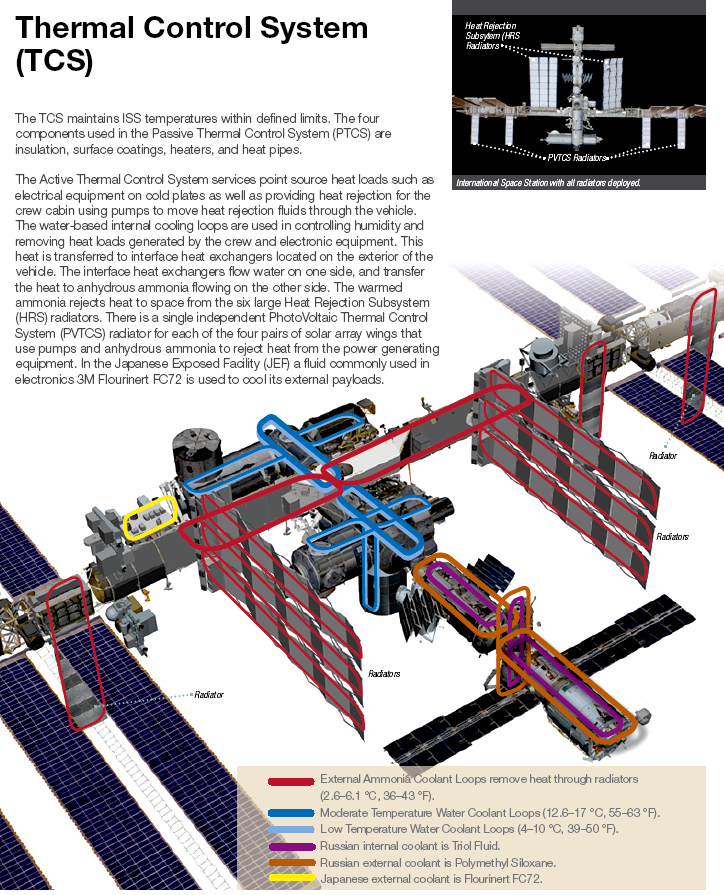 Thermal Control System
(TCS)
Heat Rejection
Subsytem (HRS
Radiators
PVTCS Radiators
International Space Station with all radiators deployed.
The TCS maintains ISS temperatures within defined limits. The four
components used in the Passive Thermal Control System (PTCS) are
insulation, surface coatings, heaters, and heat pipes.
The Active Thermal Control System services point source heat loads such as
electrical equipment on cold plates as well as providing heat rejection for the
crew cabin using pumps to move heat rejection fluids through the vehicle.
The water-based internal cooling loops are used in controlling humidity and
removing heat loads generated by the crew and electronic equipment. This
heat is transferred to interface heat exchangers located on the exterior of the
vehicle. The interface heat exchangers flow water on one side, and transfer
the heat to anhydrous ammonia flowing on the other side. The warmed
ammonia rejects heat to space from the six large Heat Rejection Subsystem
(HRS) radiators. There is a single independent PhotoVoltaic Thermal Control
System (PVTCS) radiator for each of the four pairs of solar array wings that
use pumps and anhydrous ammonia to reject heat from the power generating
equipment. In the Japanese Exposed Facility (JEF) a fluid commonly used in
electronics 3M Flourinert FC72 is used to cool its external payloads.
Radiator
Radiators
Radiators
Radiator
External Ammonia Coolant Loops remove heat through radiators
(2.6–6.1 °C, 36–43 °F).
Moderate Temperature Water Coolant Loops (12.6–17 °C, 55–63 °F).
Low Temperature Water Coolant Loops (4–10 °C, 39–50 °F).
Russian internal coolant is Triol Fluid.
Russian external coolant is Polymethyl Siloxane.
Japanese external coolant is Flourinert FC72.